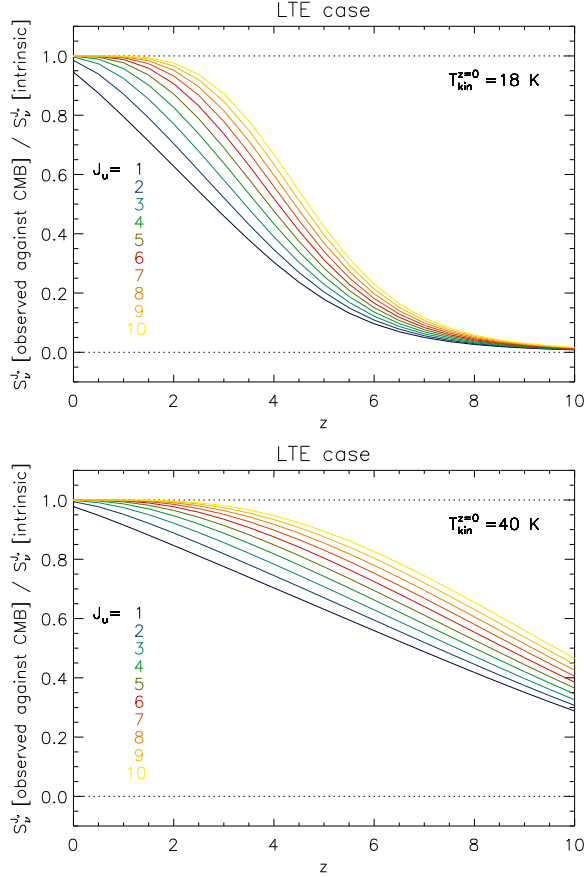 LTE case
S_ν^{J_u} [observed against CMB] / S_ν^{J_u} [intrinsic]
1.0
0.8
0.6
0.4
0.2
0.0
T_{kin}^{z=0} = 18 K
J_u = 1
2
3
4
5
6
7
8
9
10
0 2 4 6 8 10
z
LTE case
S_ν^{J_u} [observed against CMB] / S_ν^{J_u} [intrinsic]
1.0
0.8
0.6
0.4
0.2
0.0
T_{kin}^{z=0} = 40 K
J_u = 1
2
3
4
5
6
7
8
9
10
0 2 4 6 8 10
z